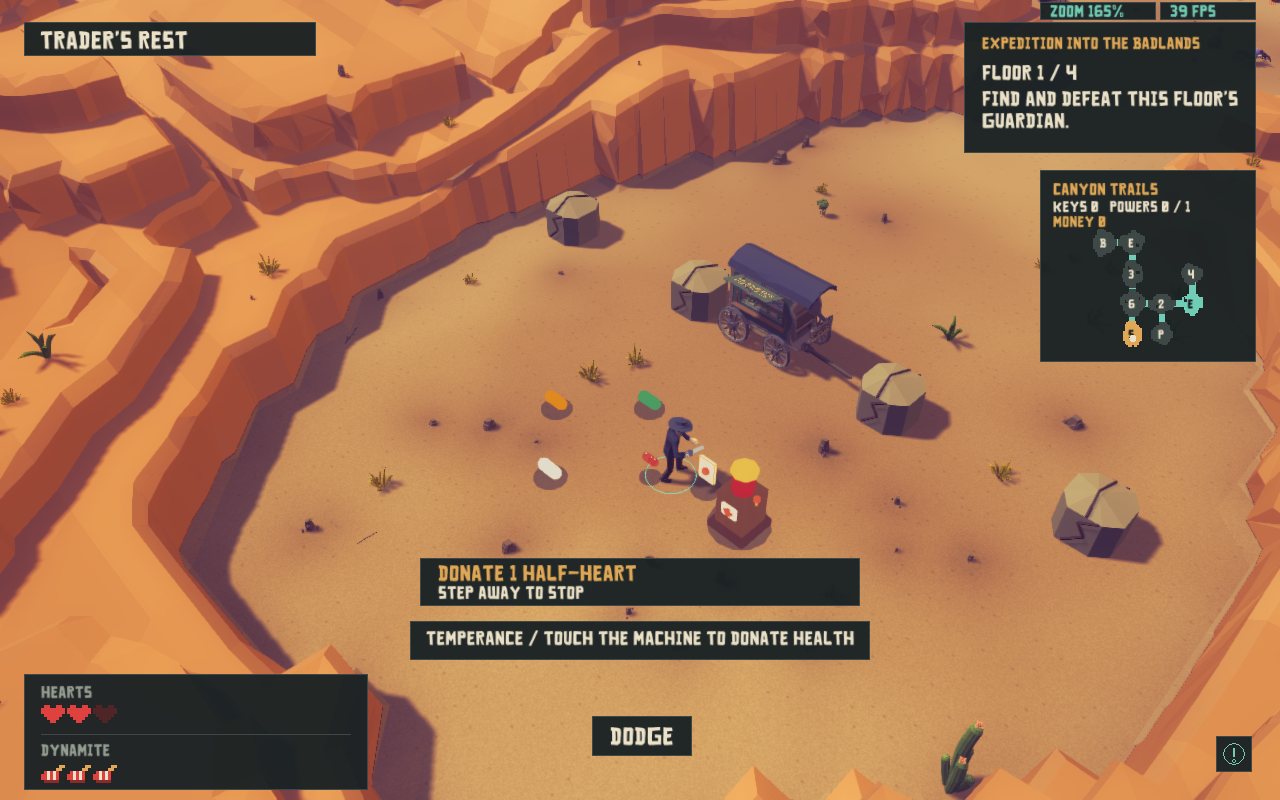 TRADER'S REST
ZOOM 165%
39 FPS
EXPEDITION INTO THE BADLANDS
FLOOR 1 / 4
FIND AND DEFEAT THIS FLOOR'S
GUARDIAN.
CANYON TRAILS
KEYS 0 POWERS 0 / 1
MONEY 0
B E
3 4
6 2 E
P
DONATE 1 HALF-HEART
STEP AWAY TO STOP
TEMPERANCE / TOUCH THE MACHINE TO DONATE HEALTH
HEARTS
DYNAMITE
DODGE